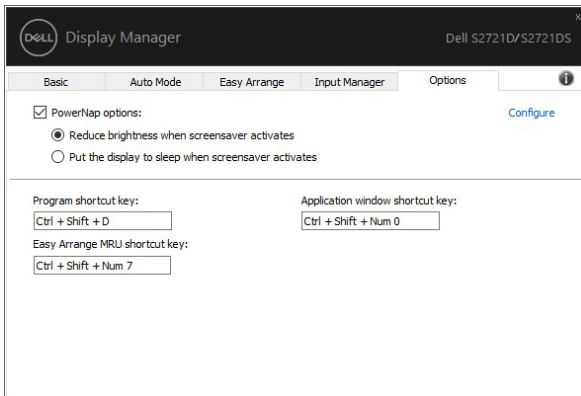 DELL Display Manager
Dell S2721D/S2721DS
Basic
Auto Mode
Easy Arrange
Input Manager
Options
PowerNap options:
Configure
Reduce brightness when screensaver activates
Put the display to sleep when screensaver activates
Program shortcut key:
Application window shortcut key:
Ctrl + Shift + D
Ctrl + Shift + Num 0
Easy Arrange MRU shortcut key:
Ctrl + Shift + Num 7